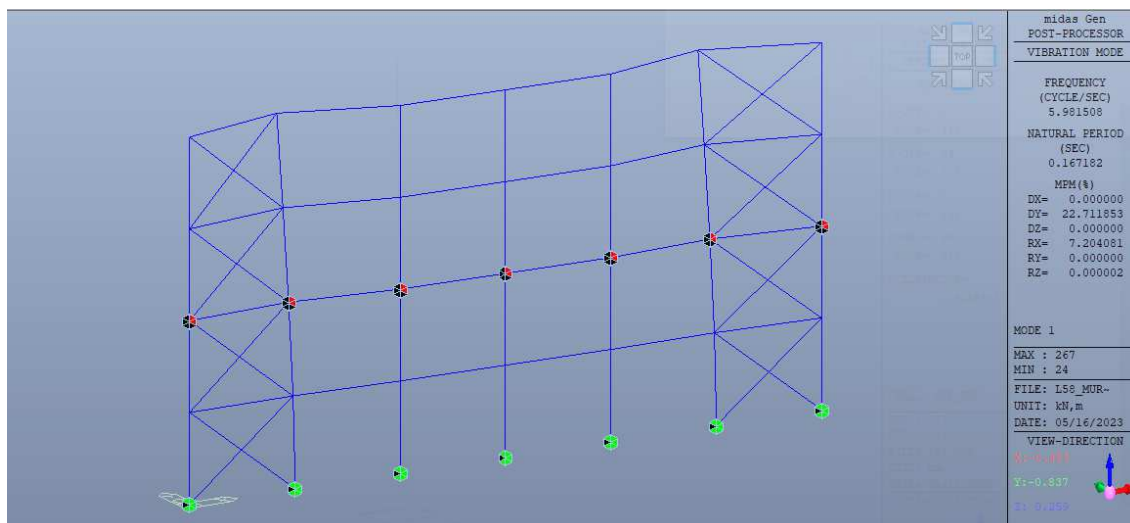 TOP
midas Gen
POST-PROCESSOR
VIBRATION MODE
FREQUENCY
(CYCLE/SEC)
5.981508
NATURAL PERIOD
(SEC)
0.167182
MPM(%)
DX= 0.000000
DY= 22.711853
DZ= 0.000000
RX= 7.204081
RY= 0.000000
RZ= 0.000002
MODE 1
MAX : 267
MIN : 24
FILE: L58_MUR~
UNIT: kN,m
DATE: 05/16/2023
VIEW-DIRECTION
Y:-0.837
Z: 0.259